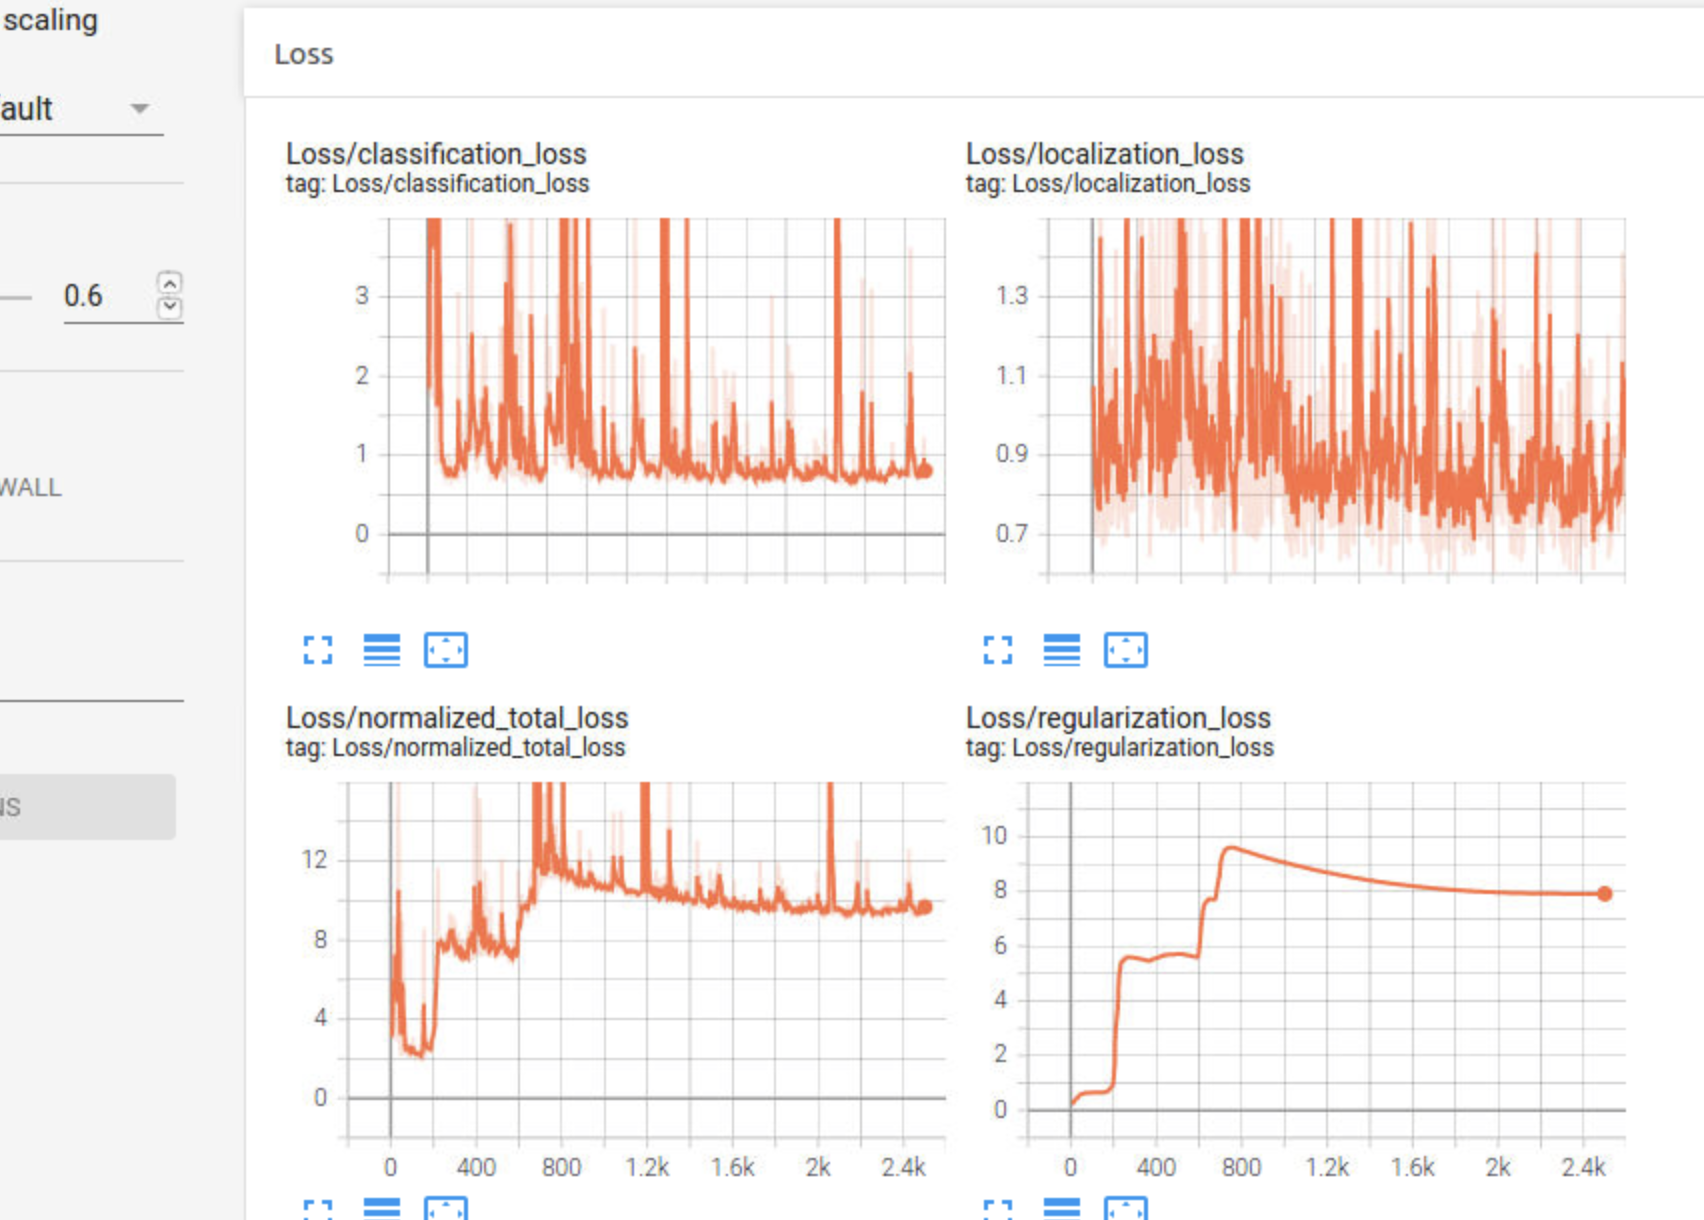 scaling
ault
0.6
WALL
NS
Loss
Loss/classification_loss
tag: Loss/classification_loss
3
2
1
0
Loss/localization_loss
tag: Loss/localization_loss
1.3
1.1
0.9
0.7
Loss/normalized_total_loss
tag: Loss/normalized_total_loss
12
8
4
0
0 400 800 1.2k 1.6k 2k 2.4k
Loss/regularization_loss
tag: Loss/regularization_loss
10
8
6
4
2
0
0 400 800 1.2k 1.6k 2k 2.4k